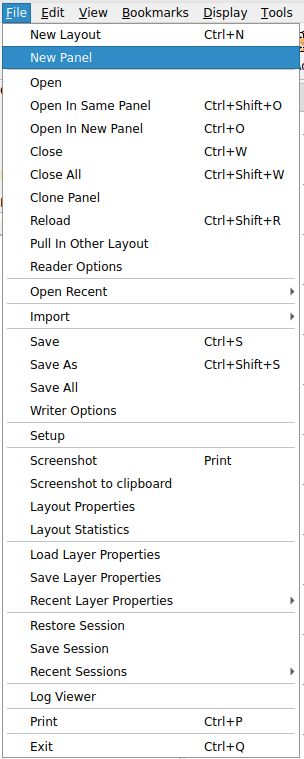 File Edit View Bookmarks Display Tools
New Layout Ctrl+N
New Panel
Open
Open In Same Panel Ctrl+Shift+O
Open In New Panel Ctrl+O
Close Ctrl+W
Close All Ctrl+Shift+W
Clone Panel
Reload Ctrl+Shift+R
Pull In Other Layout
Reader Options
Open Recent
Import
Save Ctrl+S
Save As Ctrl+Shift+S
Save All
Writer Options
Setup
Screenshot Print
Screenshot to clipboard
Layout Properties
Layout Statistics
Load Layer Properties
Save Layer Properties
Recent Layer Properties
Restore Session
Save Session
Recent Sessions
Log Viewer
Print Ctrl+P
Exit Ctrl+Q